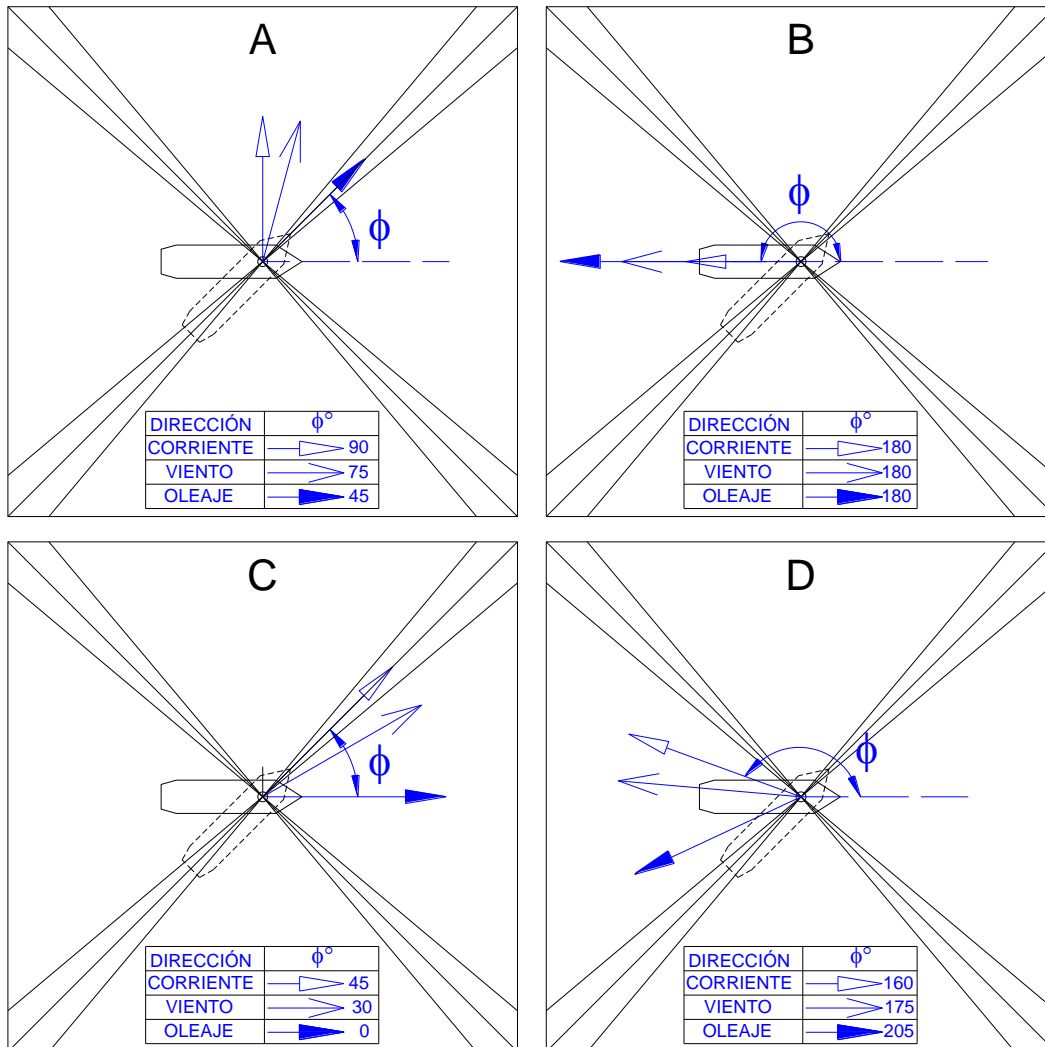 A
ϕ
DIRECCIÓN ϕ°
CORRIENTE 90
VIENTO 75
OLEAJE 45
B
ϕ
DIRECCIÓN ϕ°
CORRIENTE 180
VIENTO 180
OLEAJE 180
C
ϕ
DIRECCIÓN ϕ°
CORRIENTE 45
VIENTO 30
OLEAJE 0
D
ϕ
DIRECCIÓN ϕ°
CORRIENTE 160
VIENTO 175
OLEAJE 205